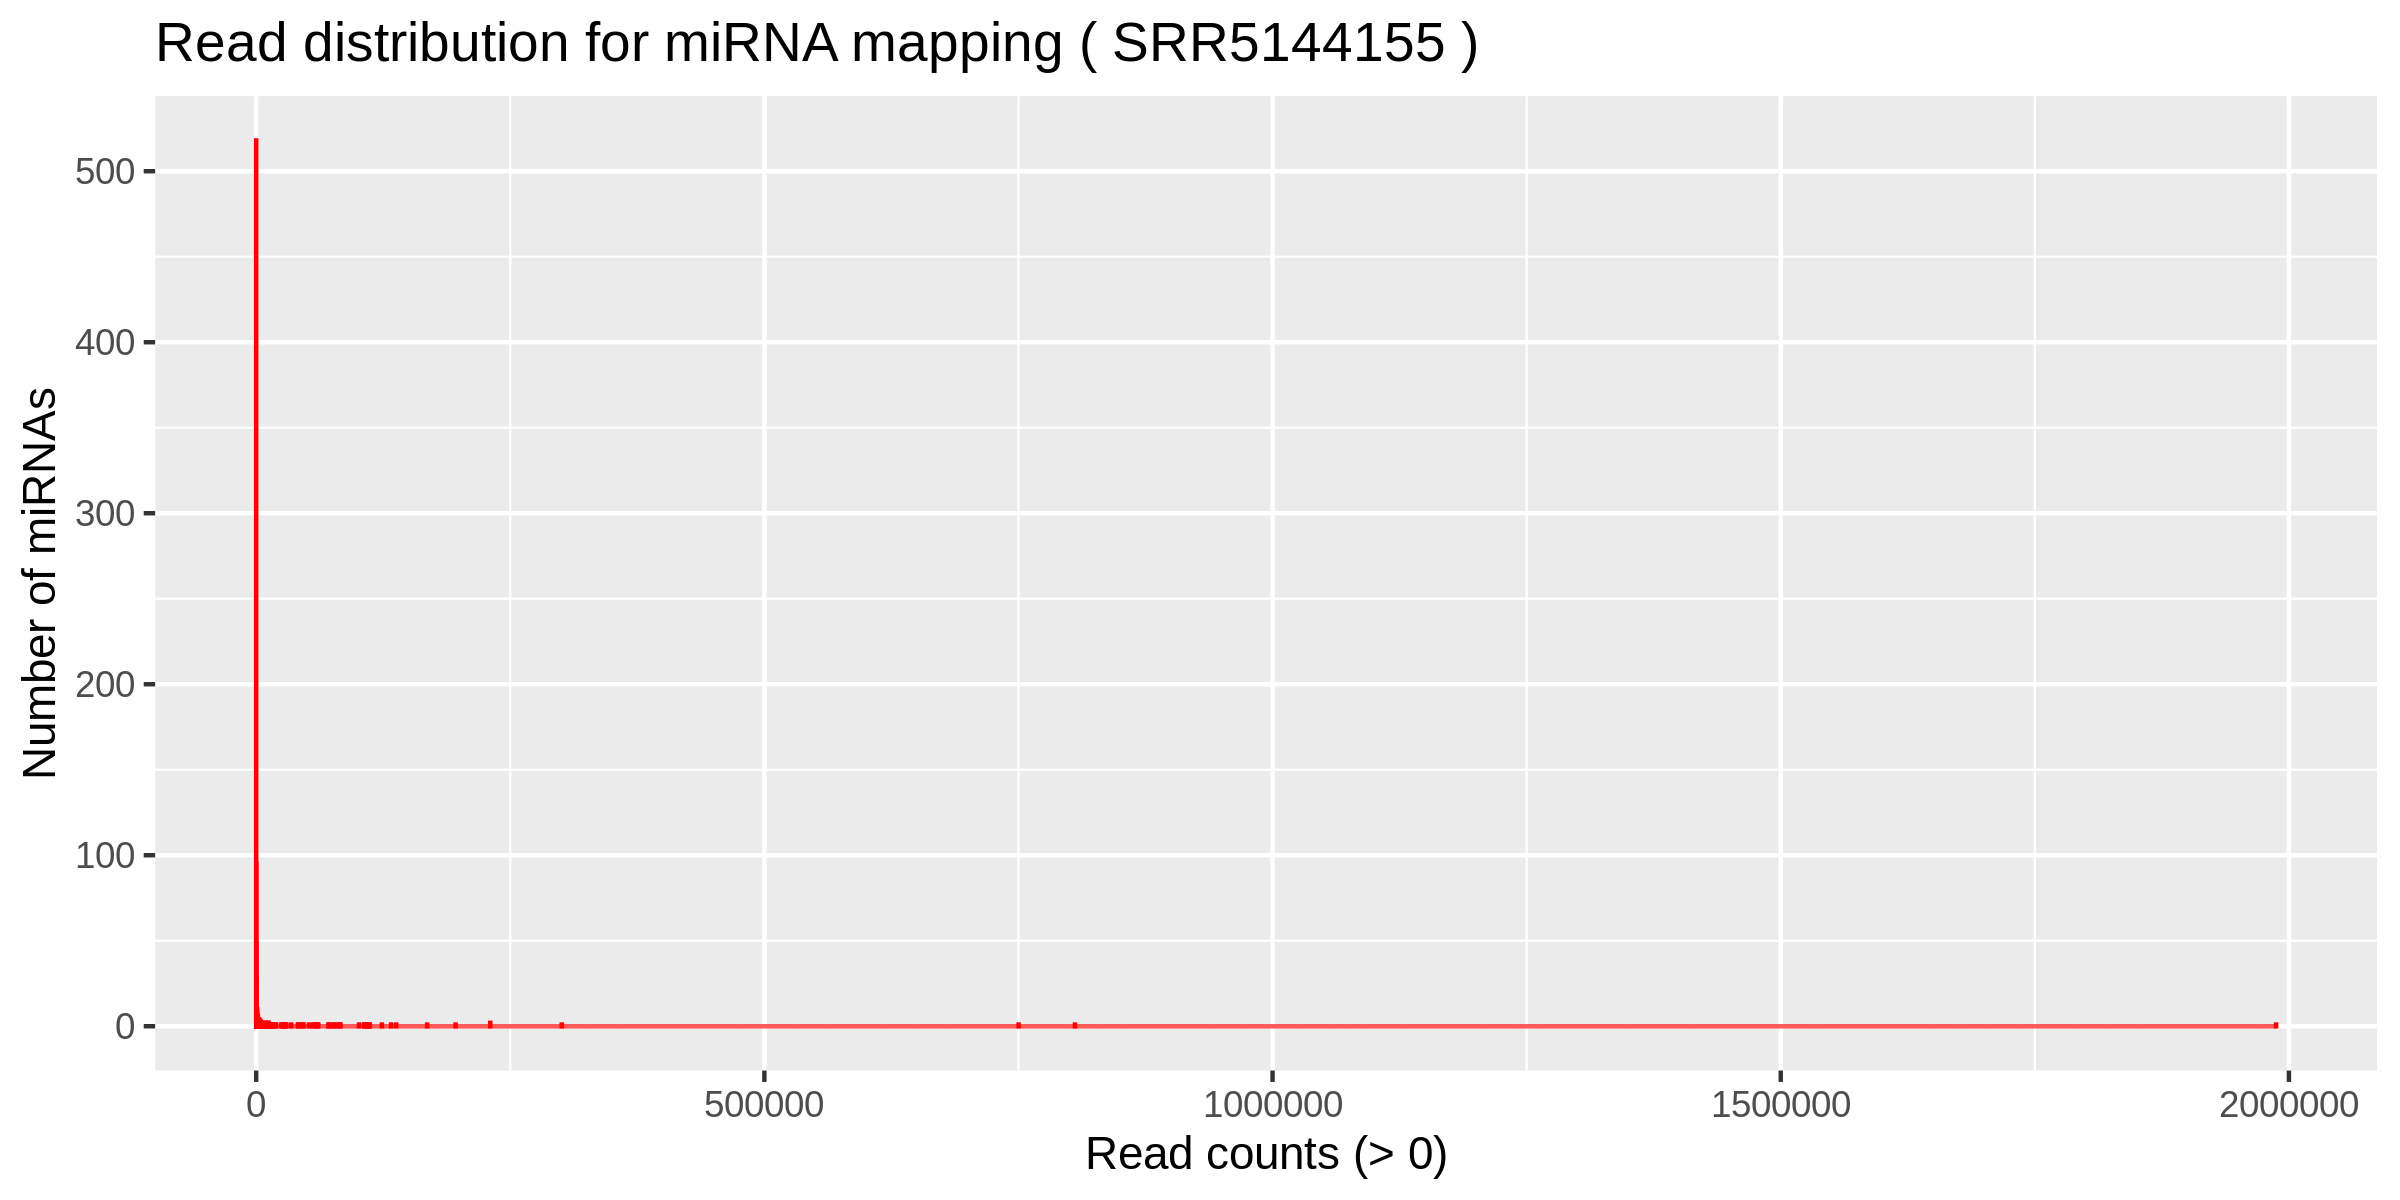 Read distribution for miRNA mapping ( SRR5144155 )
Number of miRNAs
500
400
300
200
100
0
0 500000 1000000 1500000 2000000
Read counts (> 0)